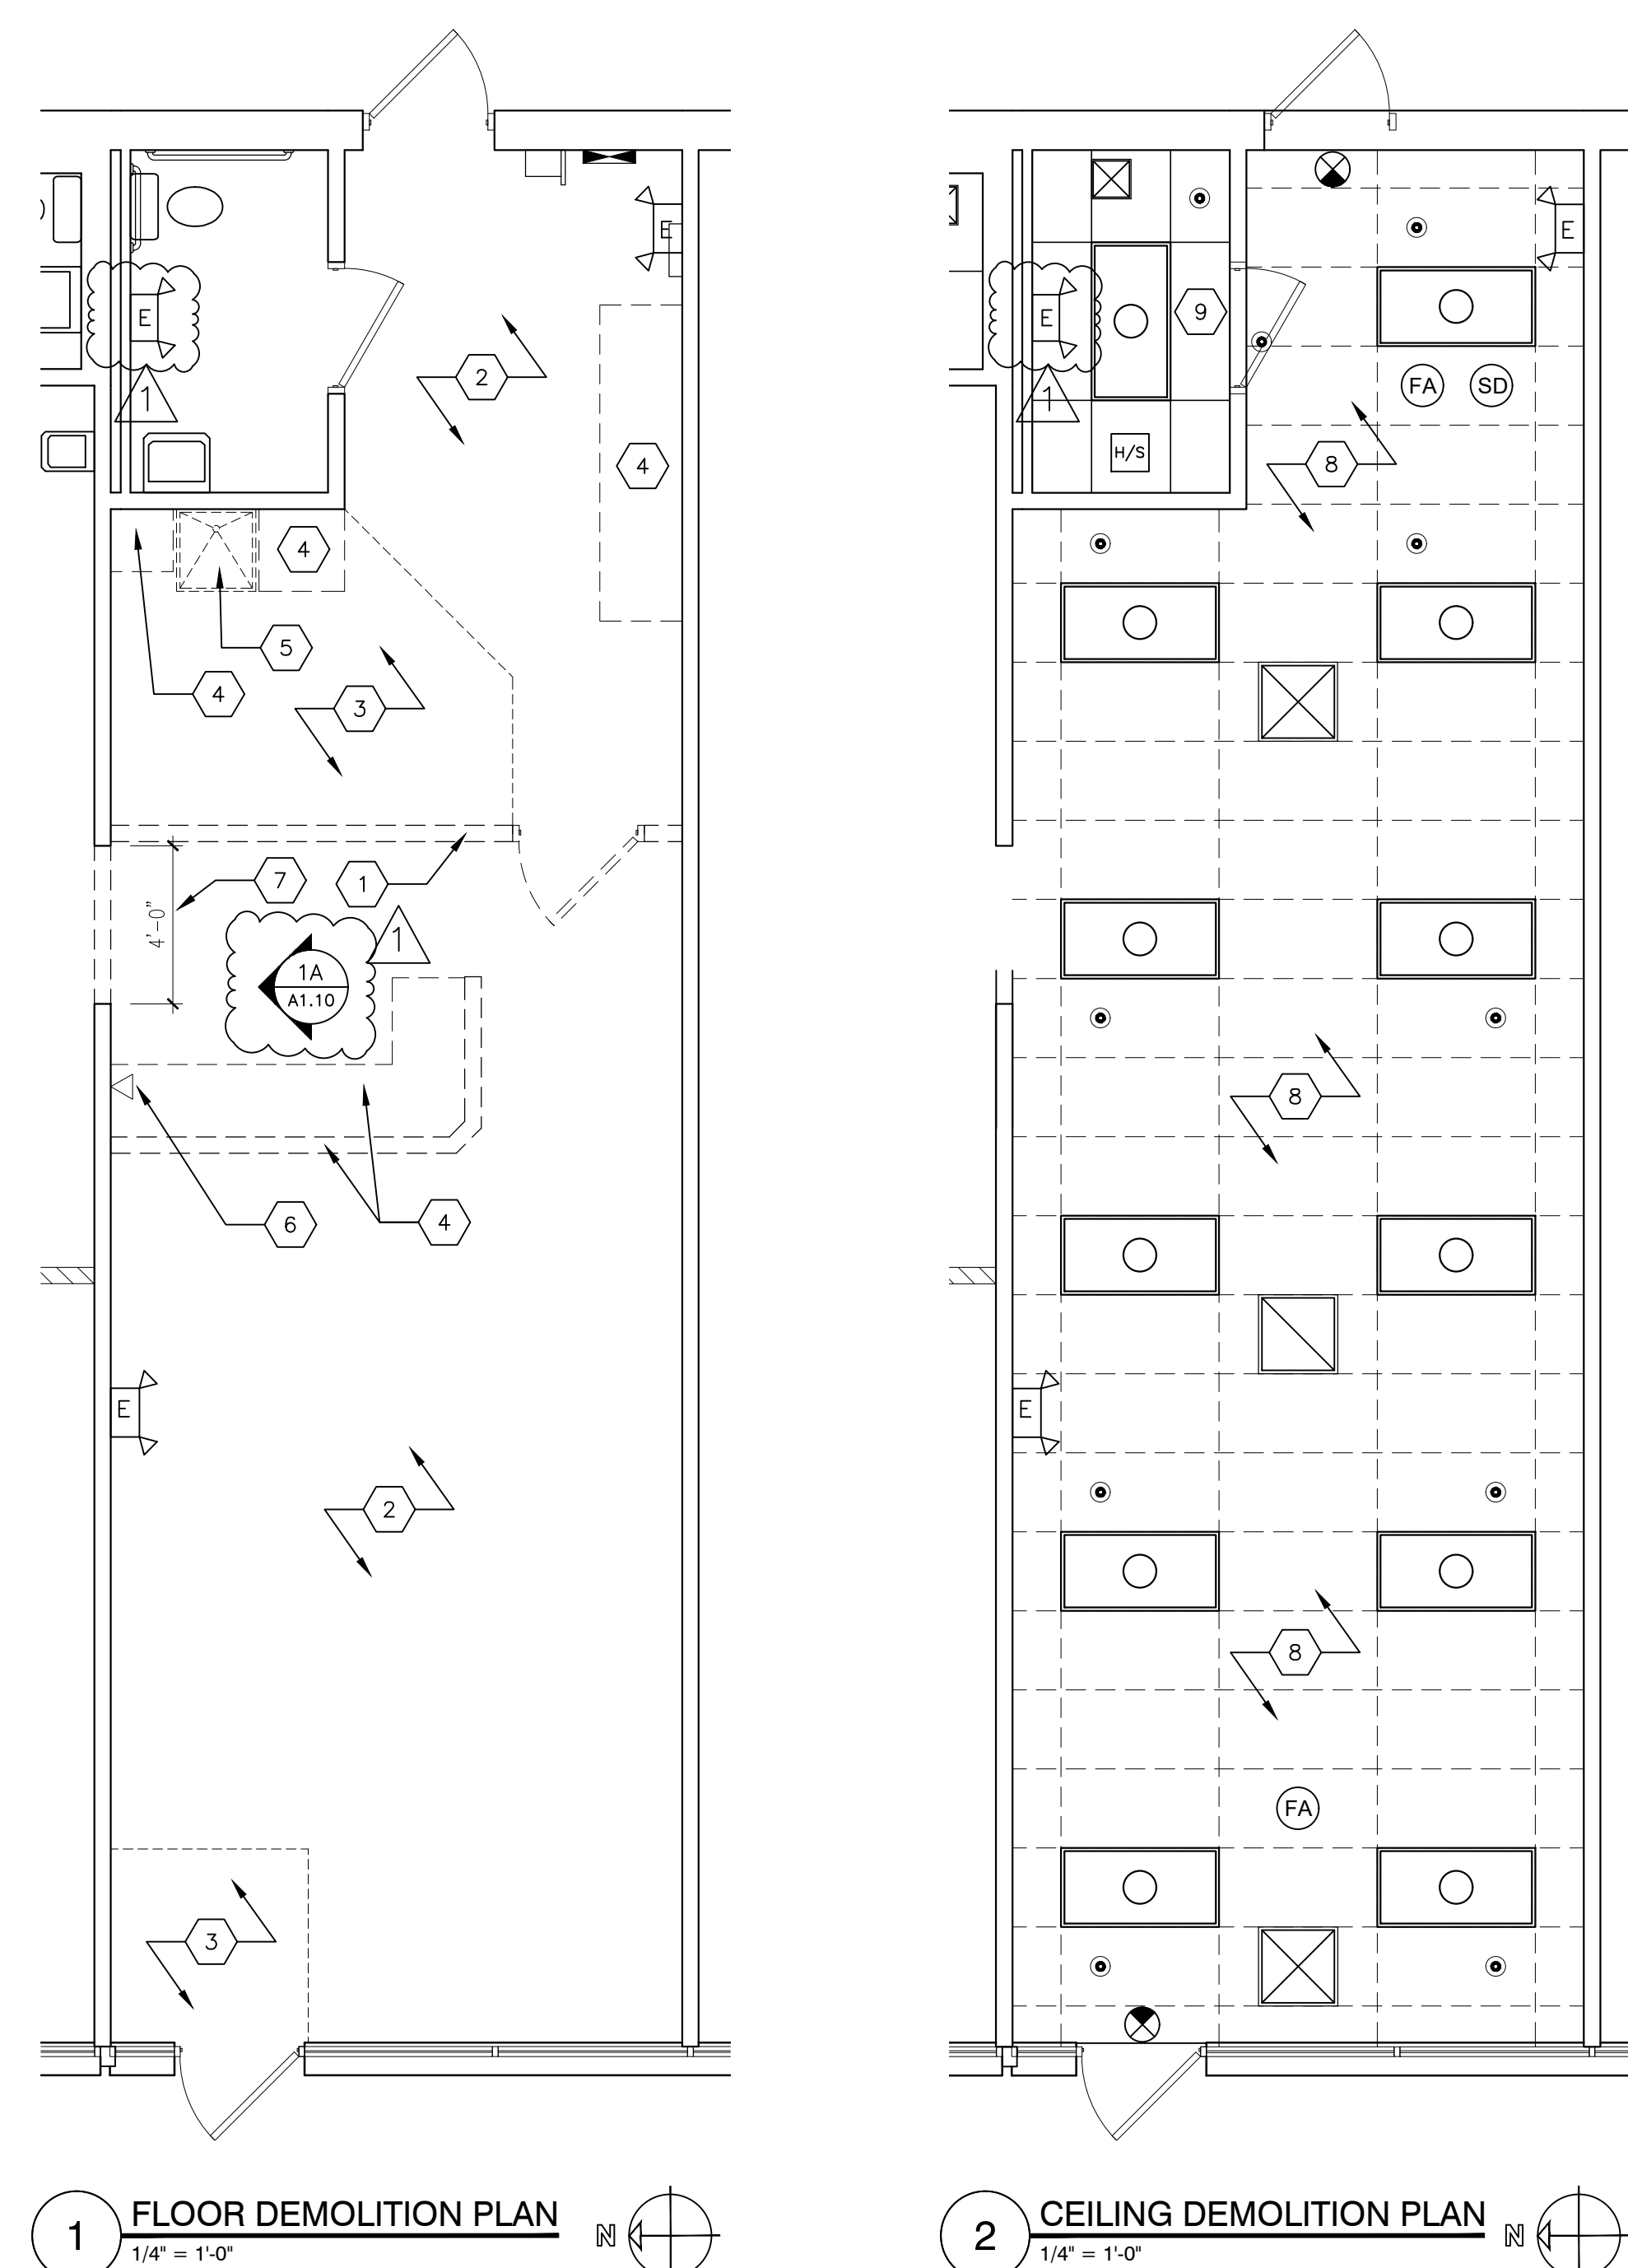 E
E
1
2
4
4
5
4
3
7
1
4'-0"
1
1A
A1.10
6
4
E
2
3
1
FLOOR DEMOLITION PLAN
1/4" = 1'-0"
N
E
E
9
1
FA
SD
H/S
8
8
E
8
FA
2
CEILING DEMOLITION PLAN
1/4" = 1'-0"
N